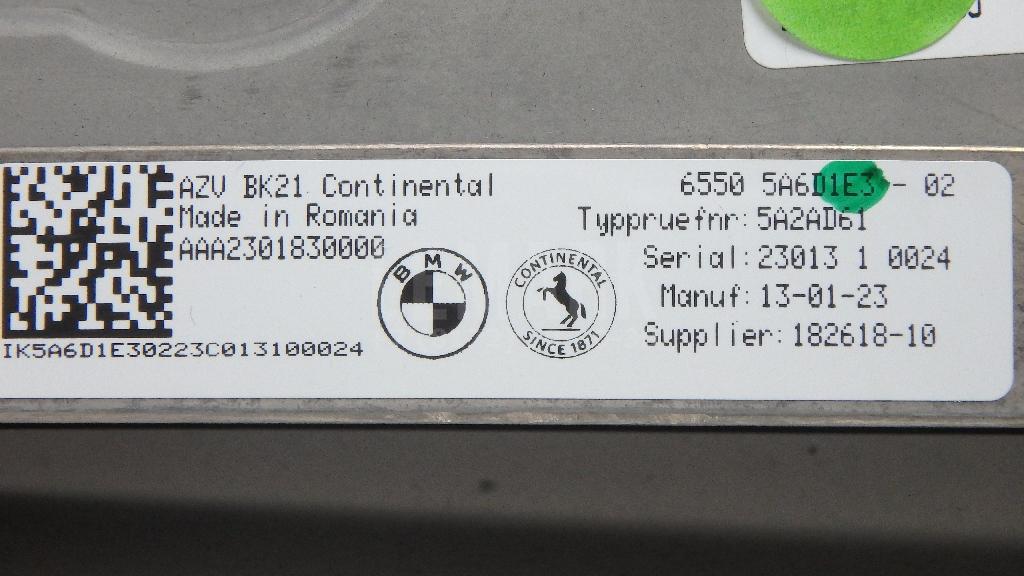 AZV BK21 Continental
Made in Romania
AAA2301830000
IK5A6D1E30223C013100024
BMW
CONTINENTAL
SINCE 1871
6550 5A6D1E3 - 02
Typpruefnr: 5A2AD61
Serial: 23013 1 0024
Manuf: 13-01-23
Supplier: 182618-10